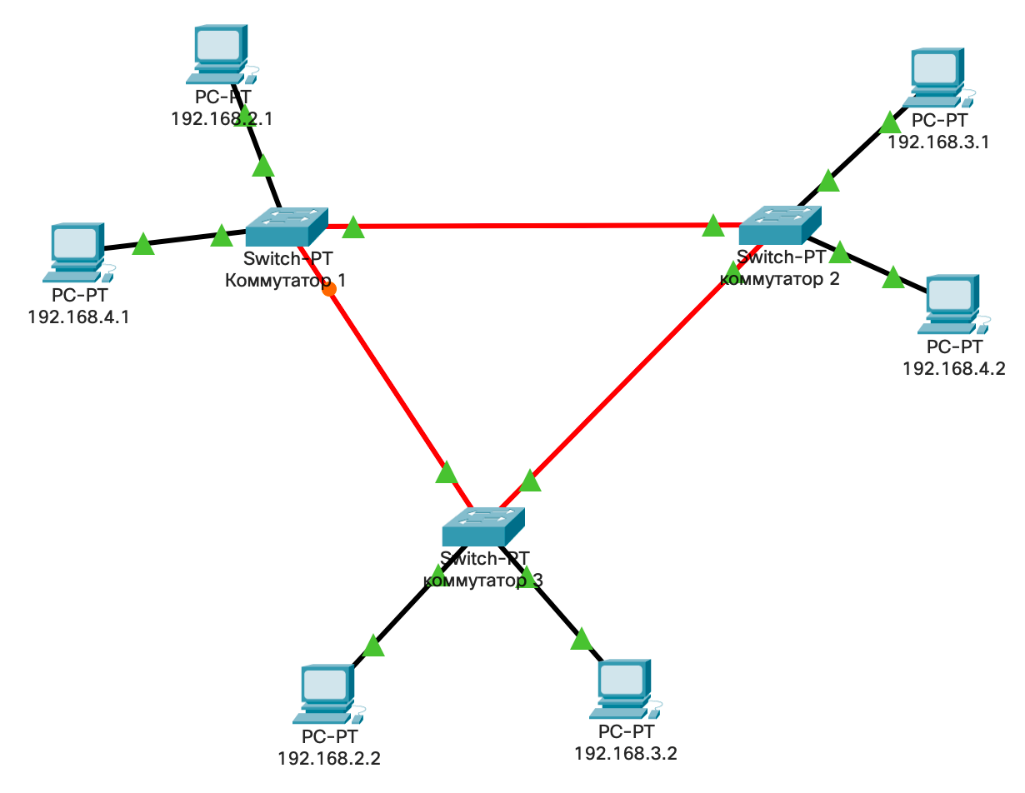 PC-PT
192.168.2.1
PC-PT
192.168.3.1
PC-PT
192.168.4.1
Switch-PT
Коммутатор 1
Switch-PT
коммутатор 2
PC-PT
192.168.4.2
Switch-PT
коммутатор 3
PC-PT
192.168.2.2
PC-PT
192.168.3.2